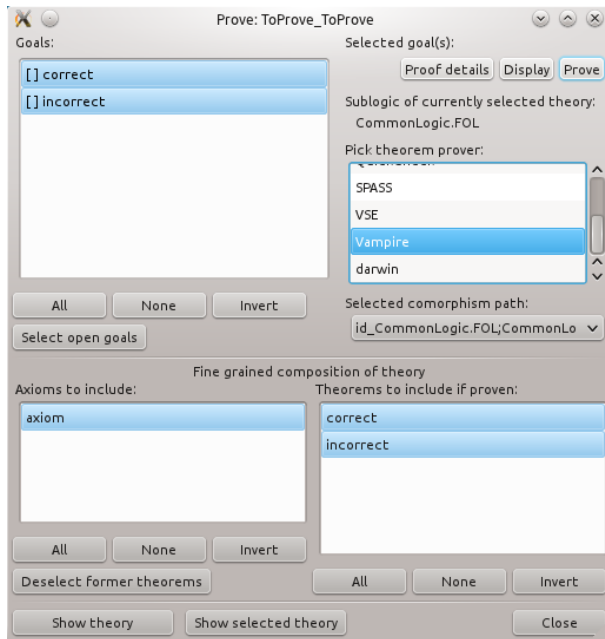 Prove: ToProve_ToProve
Goals:
[ ] correct
[ ] incorrect
All None Invert
Select open goals
Selected goal(s):
Proof details Display Prove
Sublogic of currently selected theory:
CommonLogic.FOL
Pick theorem prover:
SPASS
VSE
Vampire
darwin
Selected comorphism path:
id_CommonLogic.FOL;CommonLo
Fine grained composition of theory
Axioms to include:
axiom
All None Invert
Deselect former theorems
Theorems to include if proven:
correct
incorrect
All None Invert
Show theory Show selected theory Close